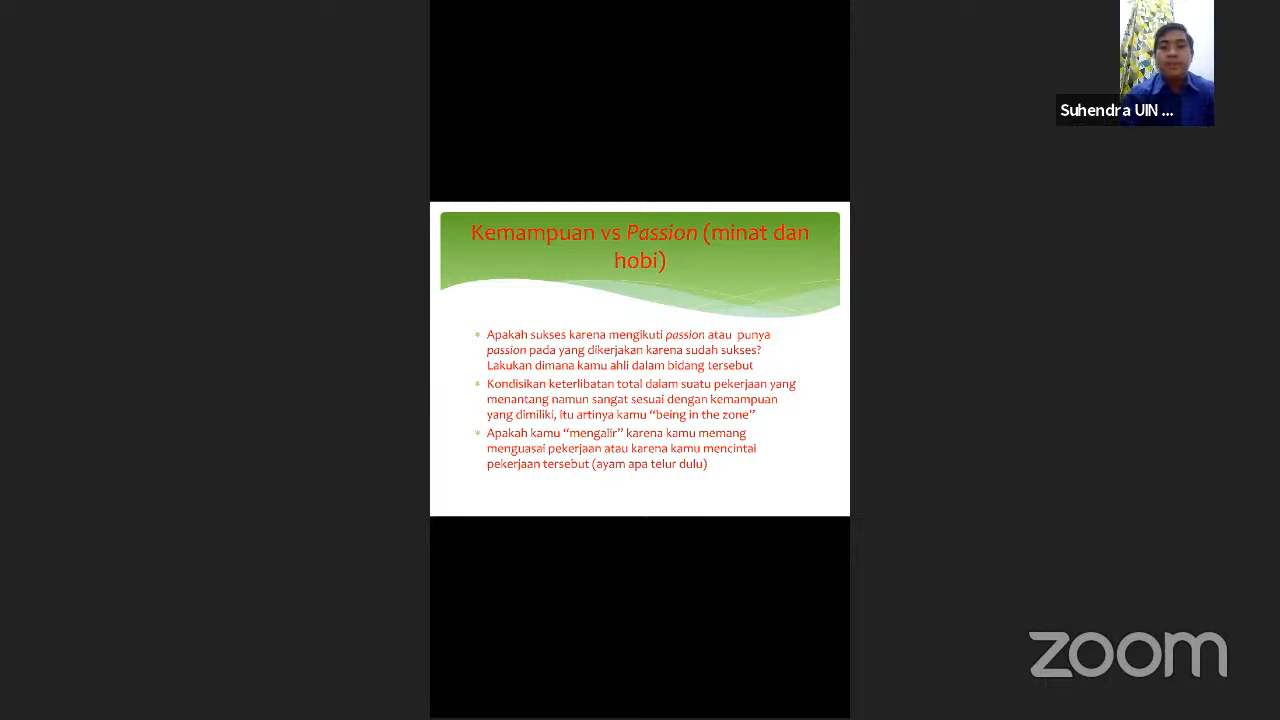 Suhendra UIN ...
Kemampuan vs Passion (minat dan
hobi)
* Apakah sukses karena mengikuti passion atau punya
passion pada yang dikerjakan karena sudah sukses?
Lakukan dimana kamu ahli dalam bidang tersebut
* Kondisikan keterlibatan total dalam suatu pekerjaan yang
menantang namun sangat sesuai dengan kemampuan
yang dimiliki, itu artinya kamu “being in the zone”
* Apakah kamu “mengalir” karena kamu memang
menguasai pekerjaan atau karena kamu mencintai
pekerjaan tersebut (ayam apa telur dulu)
zoom